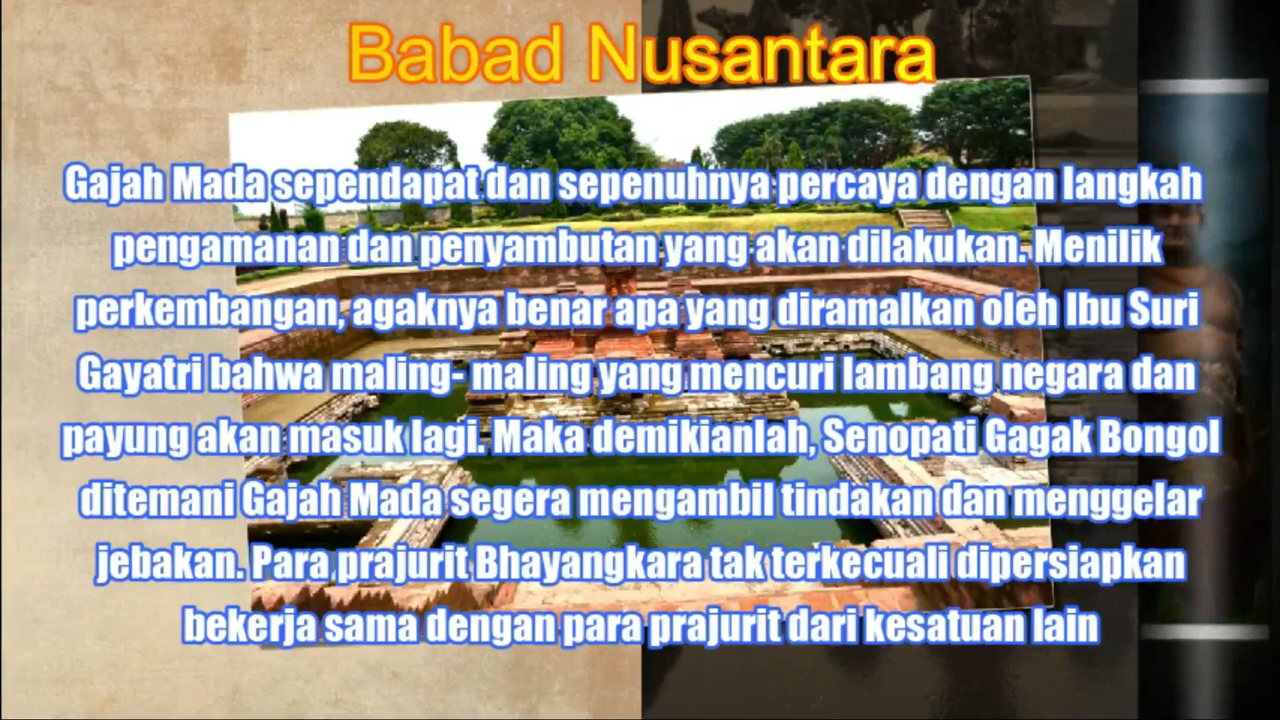 Babad Nusantara
Gajah Mada sependapat dan sepenuhnya percaya dengan langkah
pengamanan dan penyambutan yang akan dilakukan. Menilik
perkembangan, agaknya benar apa yang diramalkan oleh Ibu Suri
Gayatri bahwa maling- maling yang mencuri lambang negara dan
payung akan masuk lagi. Maka demikianlah, Senopati Gagak Bongol
ditemani Gajah Mada segera mengambil tindakan dan menggelar
jebakan. Para prajurit Bhayangkara tak terkecuali dipersiapkan
bekerja sama dengan para prajurit dari kesatuan lain